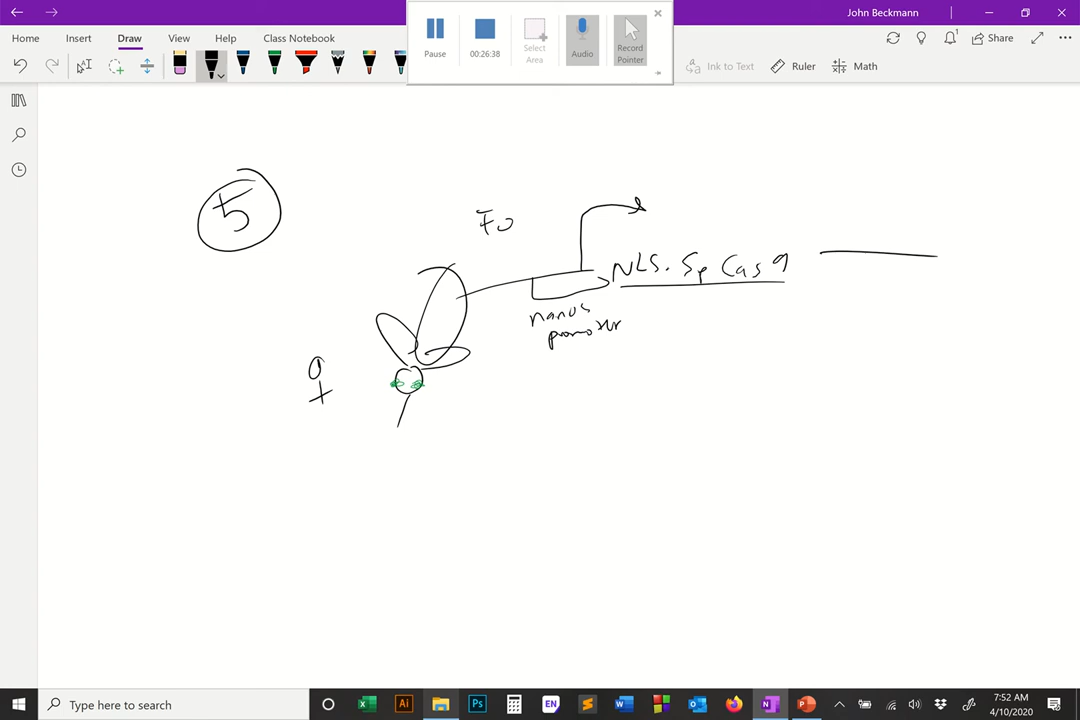 John Beckmann
Home Insert Draw View Help Class Notebook
Share
Pause 00:26:38 Select Area Audio Record Pointer
Ink to Text Ruler Math
5
F0
NLS. Sp Cas 9
nanos
promoter
EN
Type here to search
7:52 AM
4/10/2020